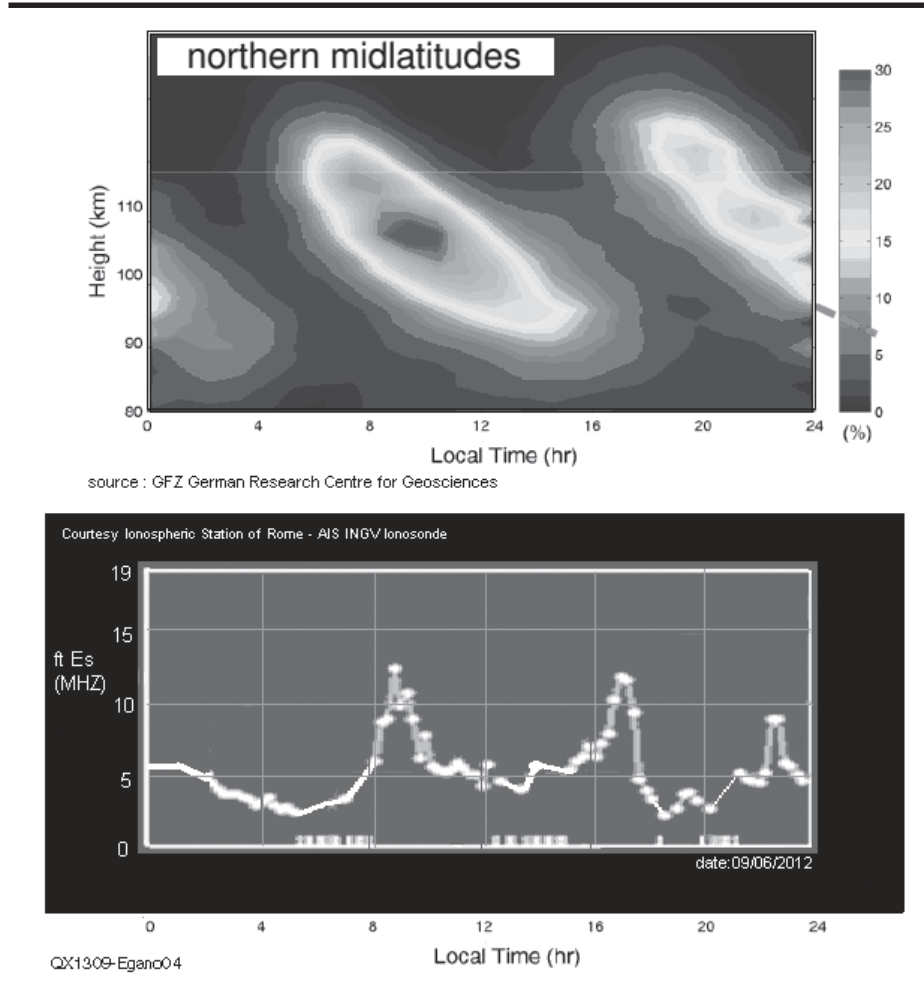 northern midlatitudes
30
25
20
15
10
5
0
(%)
Height (km)
110
100
90
80
0 4 8 12 16 20 24
Local Time (hr)
source : GFZ German Research Centre for Geosciences
Courtesy Ionospheric Station of Rome - AIS INGV Ionosonde
19
15
ft Es
(MHZ)
10
5
0
date:09/06/2012
0 4 8 12 16 20 24
Local Time (hr)
QX1309-Egano04